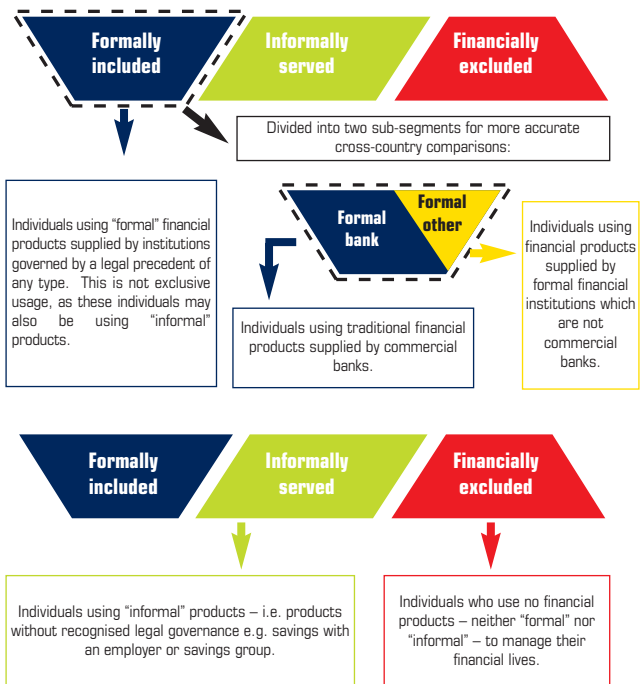 Formally
included
Informally
served
Financially
excluded
Divided into two sub-segments for more accurate
cross-country comparisons:
Individuals using “formal” financial
products supplied by institutions
governed by a legal precedent of
any type. This is not exclusive
usage, as these individuals may
also be using “informal”
products.
Formal
bank
Formal
other
Individuals using traditional financial
products supplied by commercial
banks.
Individuals using
financial products
supplied by
formal financial
institutions which
are not
commercial
banks.
Formally
included
Informally
served
Financially
excluded
Individuals using “informal” products – i.e. products
without recognised legal governance e.g. savings with
an employer or savings group.
Individuals who use no financial
products – neither “formal” nor
“informal” – to manage their
financial lives.